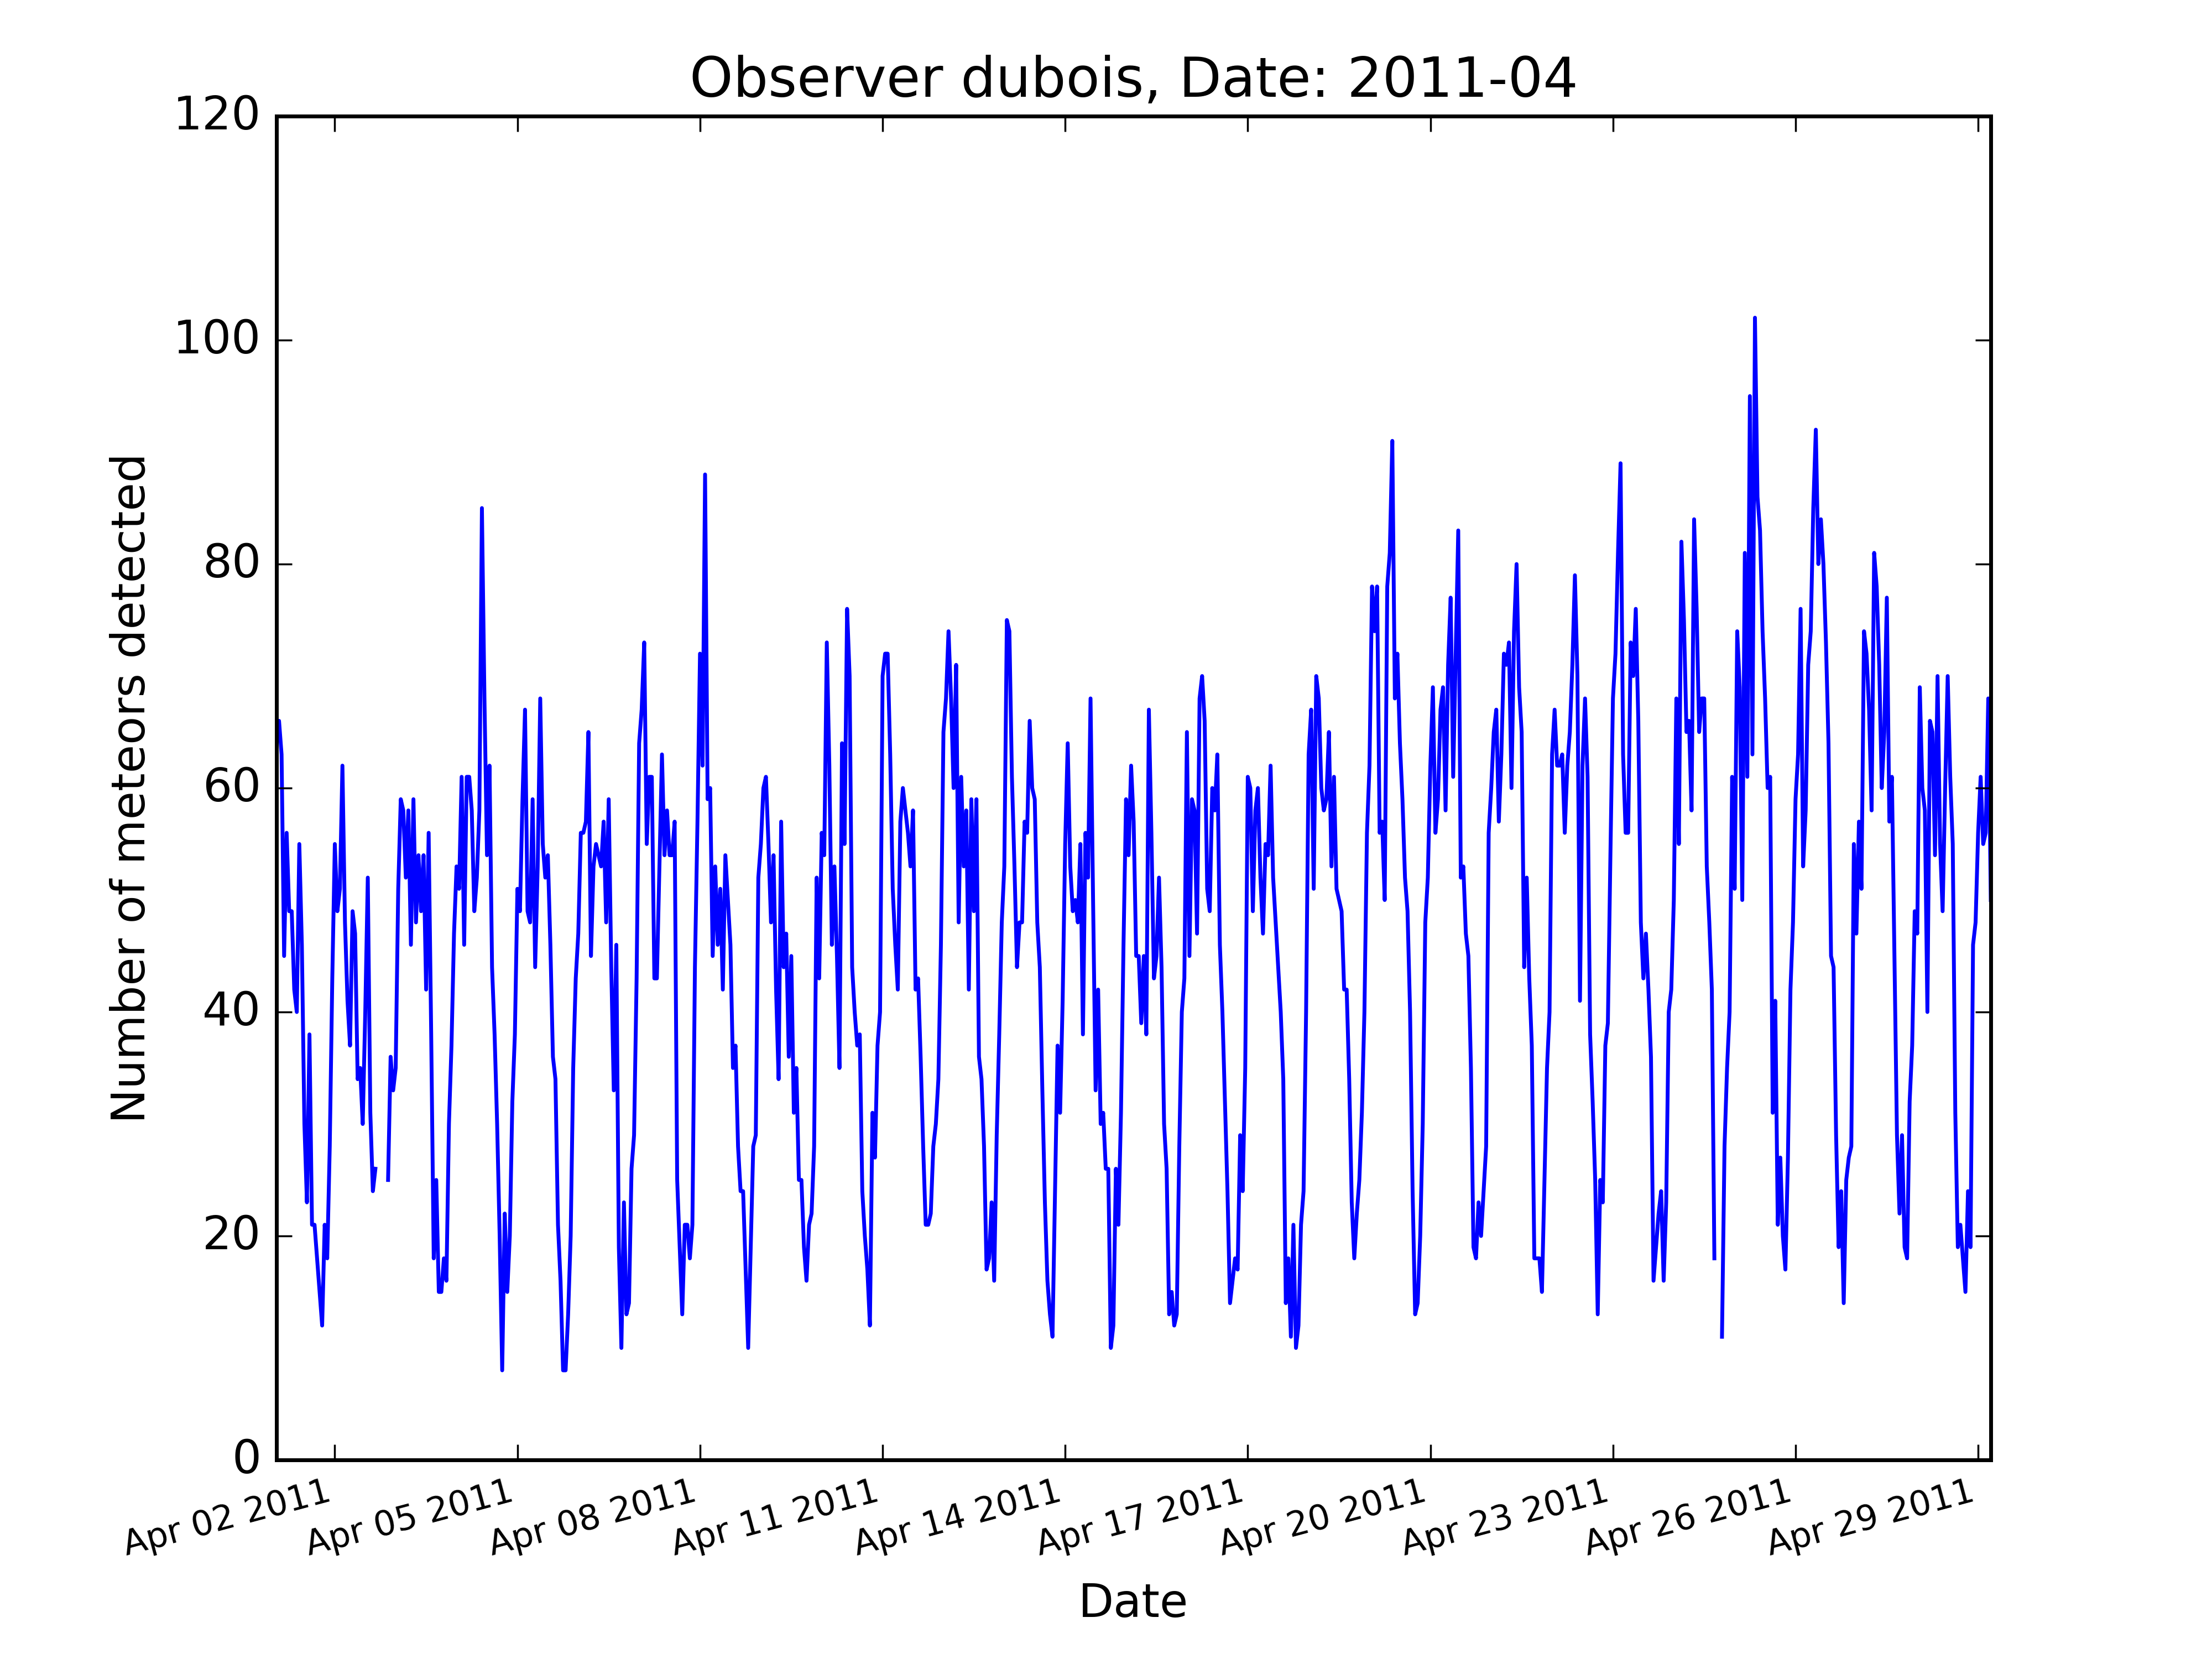 Observer dubois, Date: 2011-04
120
100
80
60
40
20
0
Number of meteors detected
Apr 02 2011
Apr 05 2011
Apr 08 2011
Apr 11 2011
Apr 14 2011
Apr 17 2011
Apr 20 2011
Apr 23 2011
Apr 26 2011
Apr 29 2011
Date